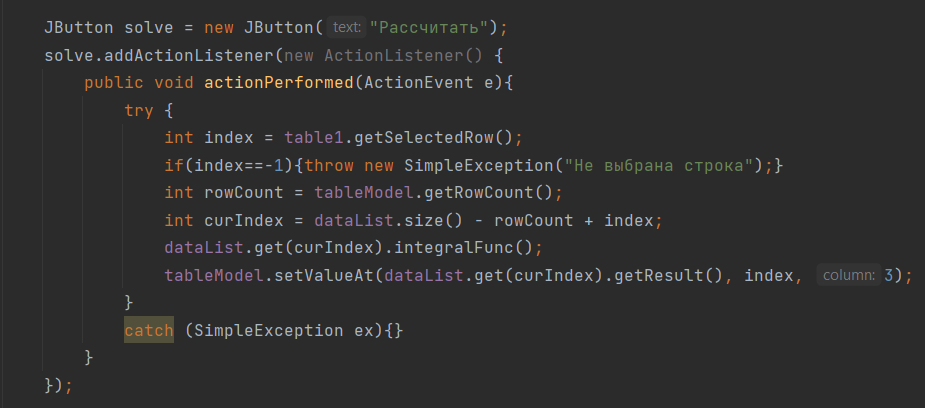 JButton solve = new JButton( text: "Рассчитать");
solve.addActionListener(new ActionListener() {
    public void actionPerformed(ActionEvent e){
        try {
            int index = table1.getSelectedRow();
            if(index==-1){throw new SimpleException("Не выбрана строка");}
            int rowCount = tableModel.getRowCount();
            int curIndex = dataList.size() - rowCount + index;
            dataList.get(curIndex).integralFunc();
            tableModel.setValueAt(dataList.get(curIndex).getResult(), index, column: 3);
        }
        catch (SimpleException ex){}
    }
});